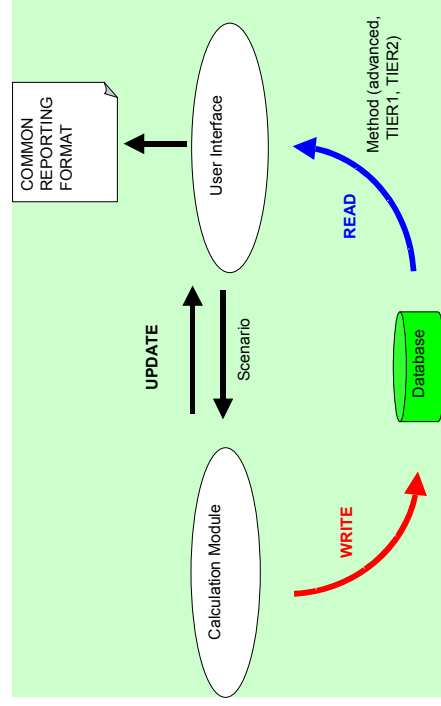 COMMON
REPORTING
FORMAT
User Interface
Method (advanced,
TIER1, TIER2)
READ
UPDATE
Scenario
Database
Calculation Module
WRITE